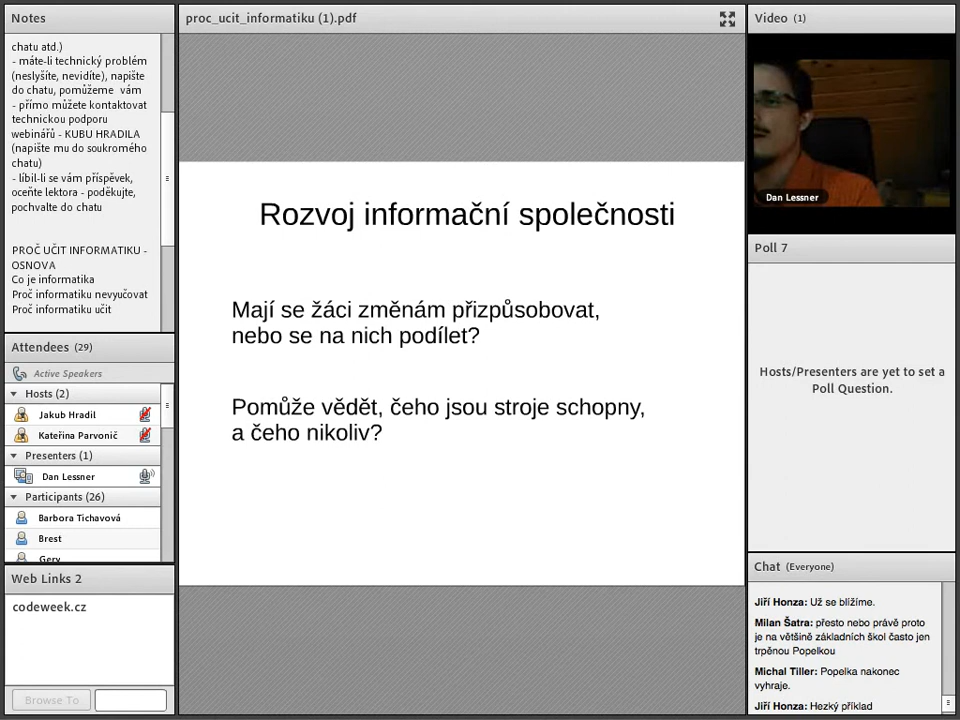 Notes
chatu atd.)
- máte-li technický problém
(neslyšíte, nevidíte), napište
do chatu, pomůžeme vám
- přímo můžete kontaktovat
technickou podporu
webinářů - KUBU HRADILA
(napište mu do soukromého
chatu)
- líbil-li se vám příspěvek,
oceňte lektora - poděkujte,
pochvalte do chatu
PROČ UČIT INFORMATIKU -
OSNOVA
Co je informatika
Proč informatiku nevyučovat
Proč informatiku učit
Attendees (29)
Active Speakers
Hosts (2)
Jakub Hradil
Kateřina Parvonič
Presenters (1)
Dan Lessner
Participants (26)
Barbora Tichavová
Brest
Gery
Web Links 2
codeweek.cz
Browse To
proc_ucit_informatiku (1).pdf
Rozvoj informační společnosti
Mají se žáci změnám přizpůsobovat,
nebo se na nich podílet?
Pomůže vědět, čeho jsou stroje schopny,
a čeho nikoliv?
Video (1)
Dan Lessner
Poll 7
Hosts/Presenters are yet to set a
Poll Question.
Chat (Everyone)
Jiří Honza: Už se blížíme.
Milan Šatra: přesto nebo právě proto
je na většině základních škol často jen
trpěnou Popelkou
Michal Tiller: Popelka nakonec
vyhraje.
Jiří Honza: Hezký příklad